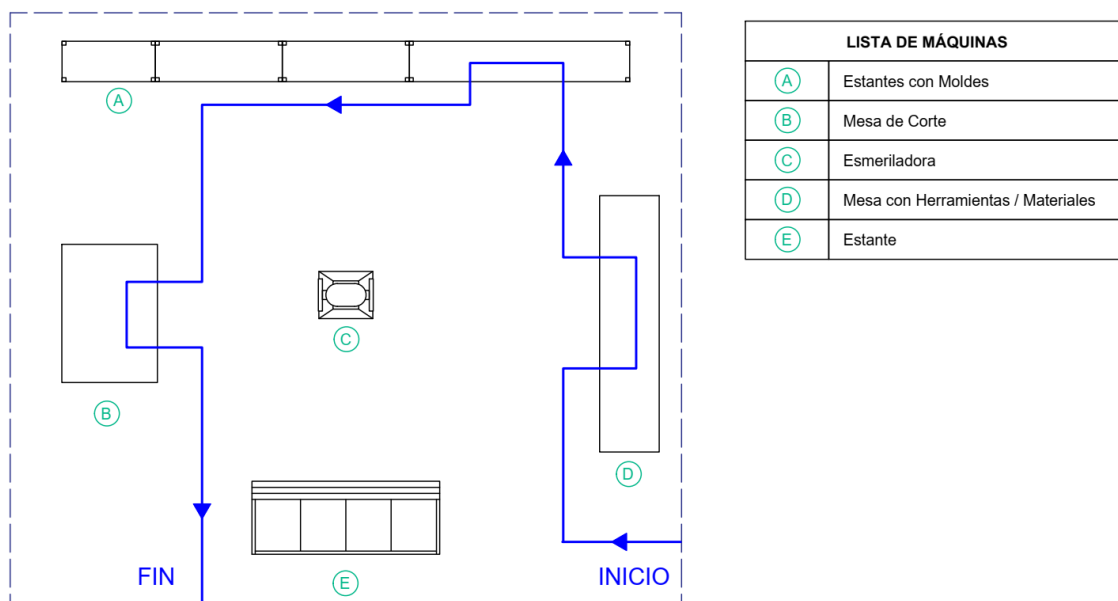 LISTA DE MÁQUINAS
A Estantes con Moldes
B Mesa de Corte
C Esmeriladora
D Mesa con Herramientas / Materiales
E Estante
A
B
C
D
E
FIN
INICIO